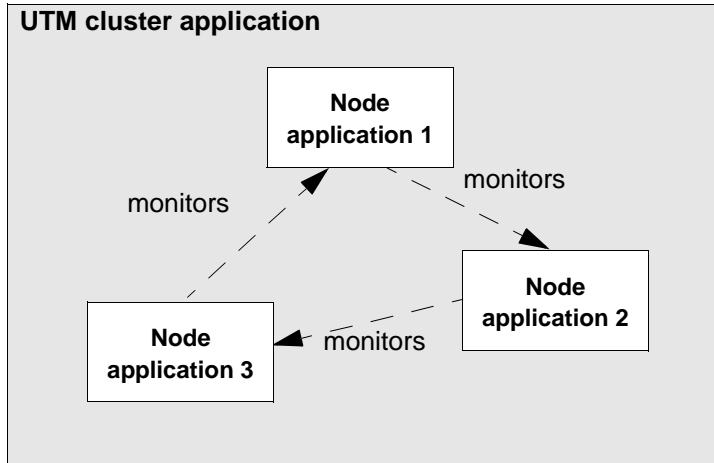 UTM cluster application
Node
application 1
monitors
monitors
Node
application 2
monitors
Node
application 3